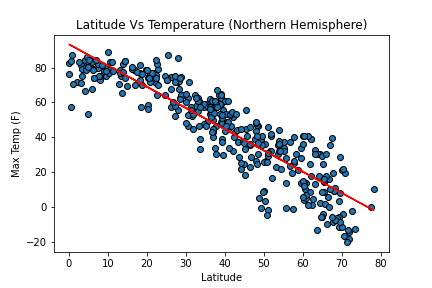 Latitude Vs Temperature (Northern Hemisphere)
80
60
40
20
0
−20
Max Temp (F)
0 10 20 30 40 50 60 70 80
Latitude